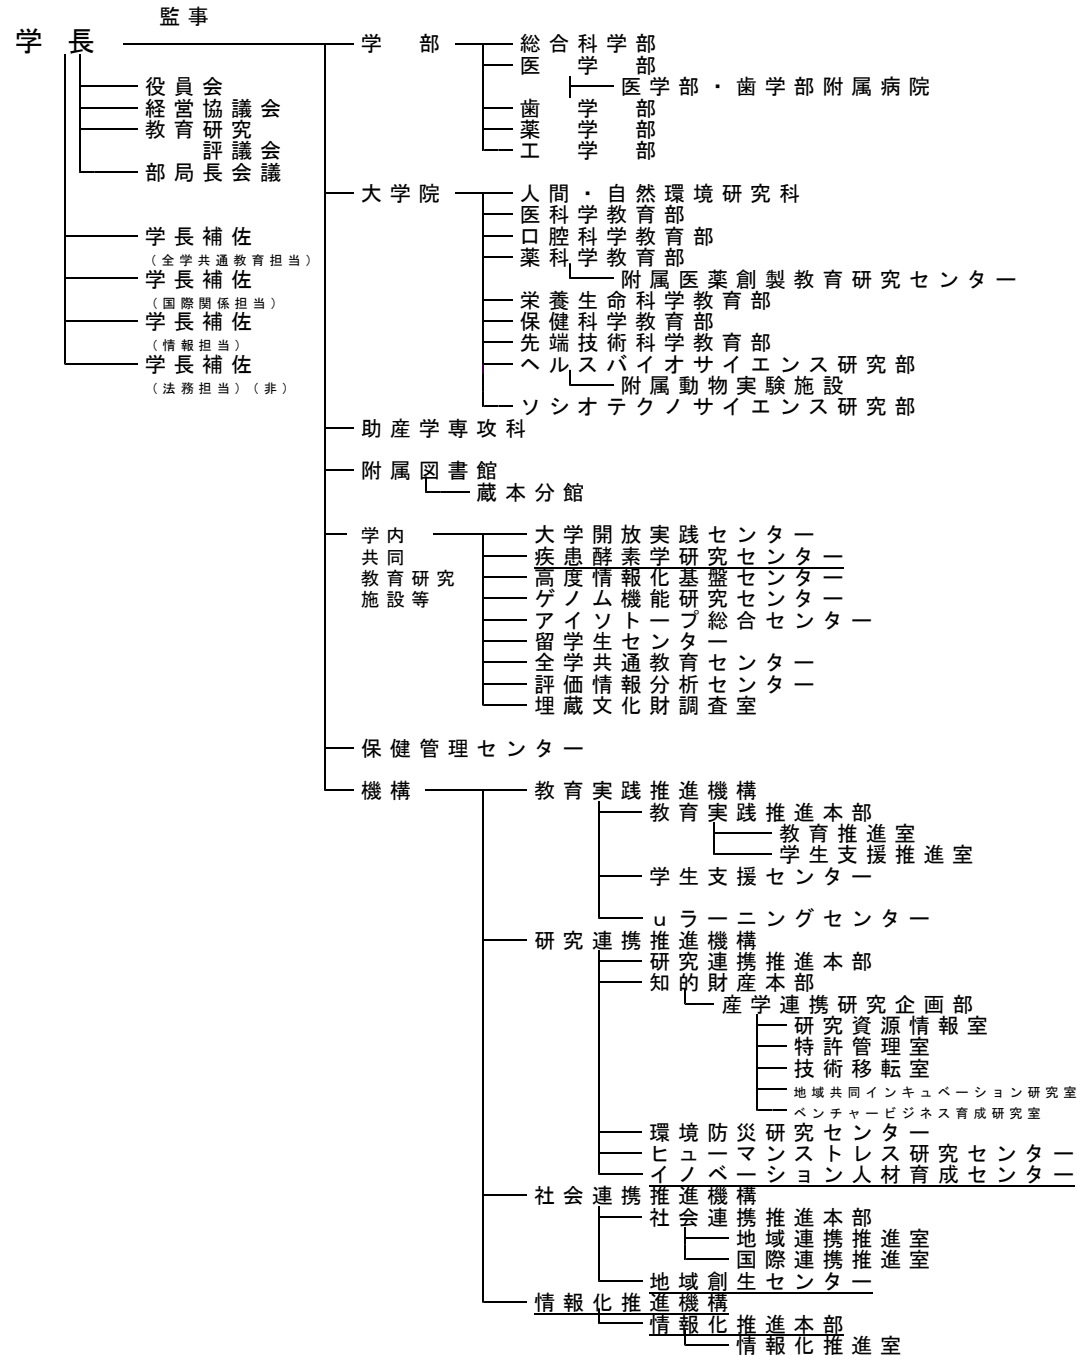 監事
学長
役員会
経営協議会
教育研究
評議会
部局長会議
学長補佐
（全学共通教育担当）
学長補佐
（国際関係担当）
学長補佐
（情報担当）
学長補佐
（法務担当）（非）
学部
総合科学部
医学部
医学部・歯学部附属病院
歯学部
薬学部
工学部
大学院
人間・自然環境研究科
医科学教育部
口腔科学教育部
薬科学教育部
附属医薬創製教育研究センター
栄養生命科学教育部
保健科学教育部
先端技術科学教育部
ヘルスバイオサイエンス研究部
附属動物実験施設
ソシオテクノサイエンス研究部
助産学専攻科
附属図書館
蔵本分館
学内
共同
教育研究
施設等
大学開放実践センター
疾患酵素学研究センター
高度情報化基盤センター
ゲノム機能研究センター
アイソトープ総合センター
留学生センター
全学共通教育センター
評価情報分析センター
埋蔵文化財調査室
保健管理センター
機構
教育実践推進機構
教育実践推進本部
教育推進室
学生支援推進室
学生支援センター
ｕラーニングセンター
研究連携推進機構
研究連携推進本部
知的財産本部
産学連携研究企画部
研究資源情報室
特許管理室
技術移転室
地域共同インキュベーション研究室
ベンチャービジネス育成研究室
環境防災研究センター
ヒューマンストレス研究センター
イノベーション人材育成センター
社会連携推進機構
社会連携推進本部
地域連携推進室
国際連携推進室
地域創生センター
情報化推進機構
情報化推進本部
情報化推進室